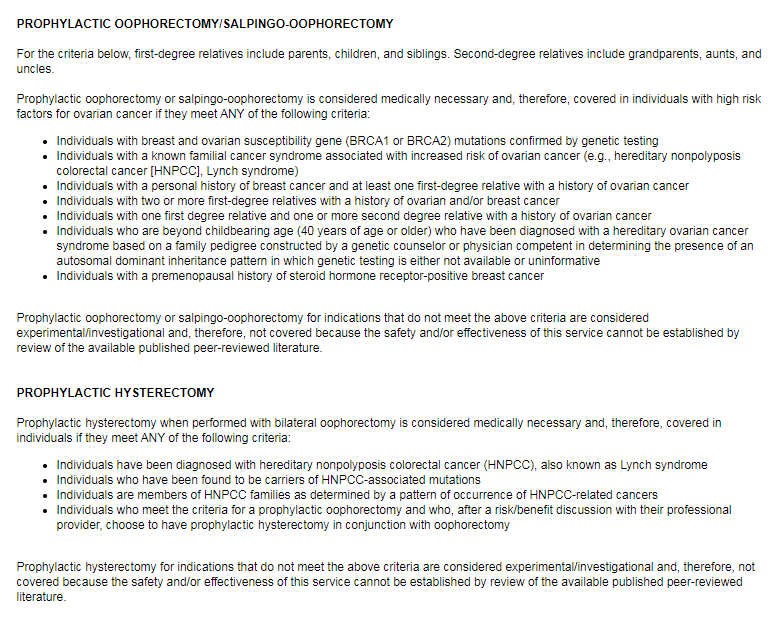 PROPHYLACTIC OOPHORECTOMY/SALPINGO-OOPHORECTOMY
For the criteria below, first-degree relatives include parents, children, and siblings. Second-degree relatives include grandparents, aunts, and
uncles.
Prophylactic oophorectomy or salpingo-oophorectomy is considered medically necessary and, therefore, covered in individuals with high risk
factors for ovarian cancer if they meet ANY of the following criteria:
• Individuals with breast and ovarian susceptibility gene (BRCA1 or BRCA2) mutations confirmed by genetic testing
• Individuals with a known familial cancer syndrome associated with increased risk of ovarian cancer (e.g., hereditary nonpolyposis
colorectal cancer [HNPCC], Lynch syndrome)
• Individuals with a personal history of breast cancer and at least one first-degree relative with a history of ovarian cancer
• Individuals with two or more first-degree relatives with a history of ovarian and/or breast cancer
• Individuals with one first degree relative and one or more second degree relative with a history of ovarian cancer
• Individuals who are beyond childbearing age (40 years of age or older) who have been diagnosed with a hereditary ovarian cancer
syndrome based on a family pedigree constructed by a genetic counselor or physician competent in determining the presence of an
autosomal dominant inheritance pattern in which genetic testing is either not available or uninformative
• Individuals with a premenopausal history of steroid hormone receptor-positive breast cancer
Prophylactic oophorectomy or salpingo-oophorectomy for indications that do not meet the above criteria are considered
experimental/investigational and, therefore, not covered because the safety and/or effectiveness of this service cannot be established by
review of the available published peer-reviewed literature.
PROPHYLACTIC HYSTERECTOMY
Prophylactic hysterectomy when performed with bilateral oophorectomy is considered medically necessary and, therefore, covered in
individuals if they meet ANY of the following criteria:
• Individuals have been diagnosed with hereditary nonpolyposis colorectal cancer (HNPCC), also known as Lynch syndrome
• Individuals who have been found to be carriers of HNPCC-associated mutations
• Individuals are members of HNPCC families as determined by a pattern of occurrence of HNPCC-related cancers
• Individuals who meet the criteria for a prophylactic oophorectomy and who, after a risk/benefit discussion with their professional
provider, choose to have prophylactic hysterectomy in conjunction with oophorectomy
Prophylactic hysterectomy for indications that do not meet the above criteria are considered experimental/investigational and, therefore, not
covered because the safety and/or effectiveness of this service cannot be established by review of the available published peer-reviewed
literature.